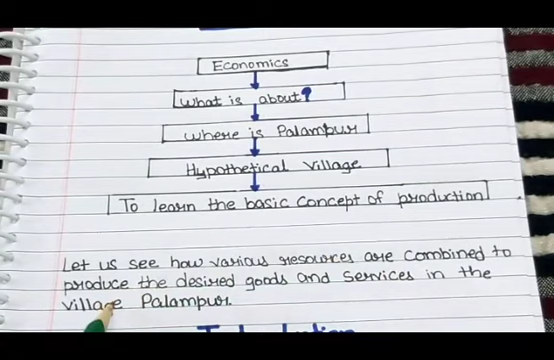 Economics
What is about?
Where is Palampur
Hypothetical Village
To learn the basic Concept of production
Let us see how various resources are combined to
produce the desired goods and services in the
village Palampur.